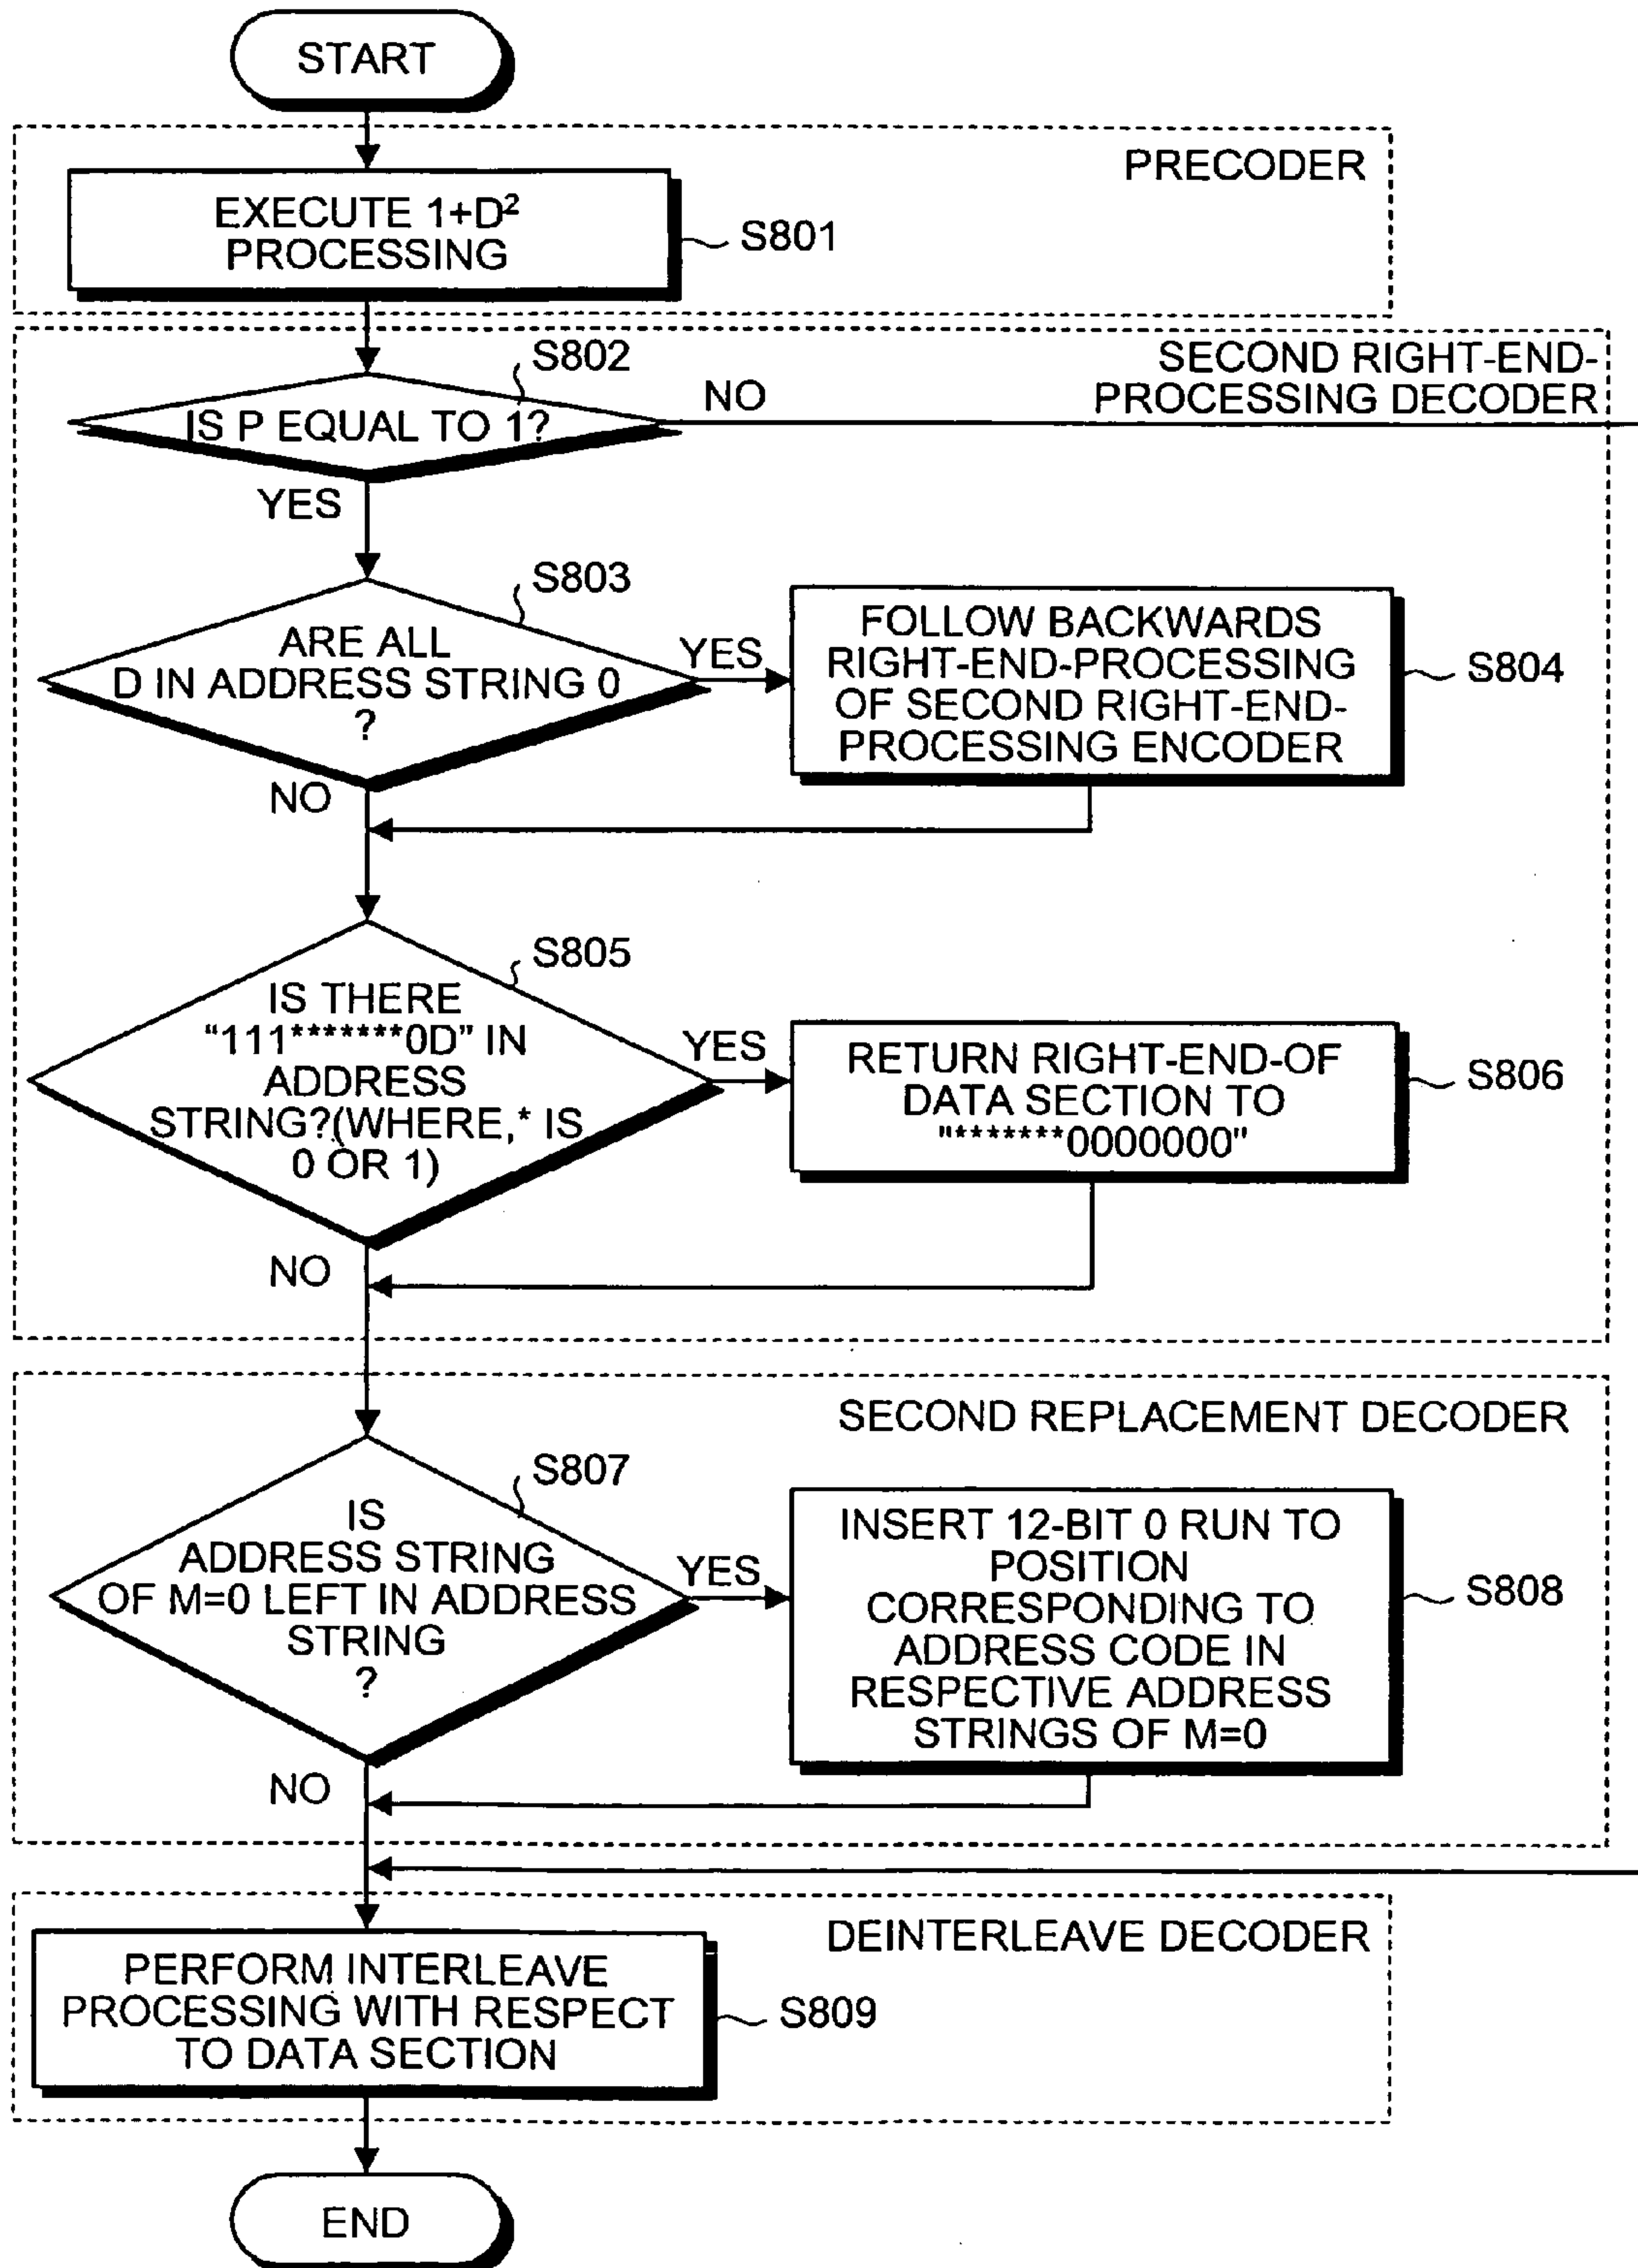 START
PRECODER
EXECUTE 1+D²
PROCESSING
S801
S802
SECOND RIGHT-END-
PROCESSING DECODER
IS P EQUAL TO 1?
NO
YES
S803
ARE ALL
D IN ADDRESS STRING 0
?
YES
NO
FOLLOW BACKWARDS
RIGHT-END-PROCESSING
OF SECOND RIGHT-END-
PROCESSING ENCODER
S804
S805
IS THERE
"111*******0D" IN
ADDRESS
STRING?(WHERE,* IS
0 OR 1)
YES
NO
RETURN RIGHT-END-OF
DATA SECTION TO
"*******0000000"
S806
SECOND REPLACEMENT DECODER
S807
IS
ADDRESS STRING
OF M=0 LEFT IN ADDRESS
STRING
?
YES
NO
INSERT 12-BIT 0 RUN TO
POSITION
CORRESPONDING TO
ADDRESS CODE IN
RESPECTIVE ADDRESS
STRINGS OF M=0
S808
DEINTERLEAVE DECODER
PERFORM INTERLEAVE
PROCESSING WITH RESPECT
TO DATA SECTION
S809
END